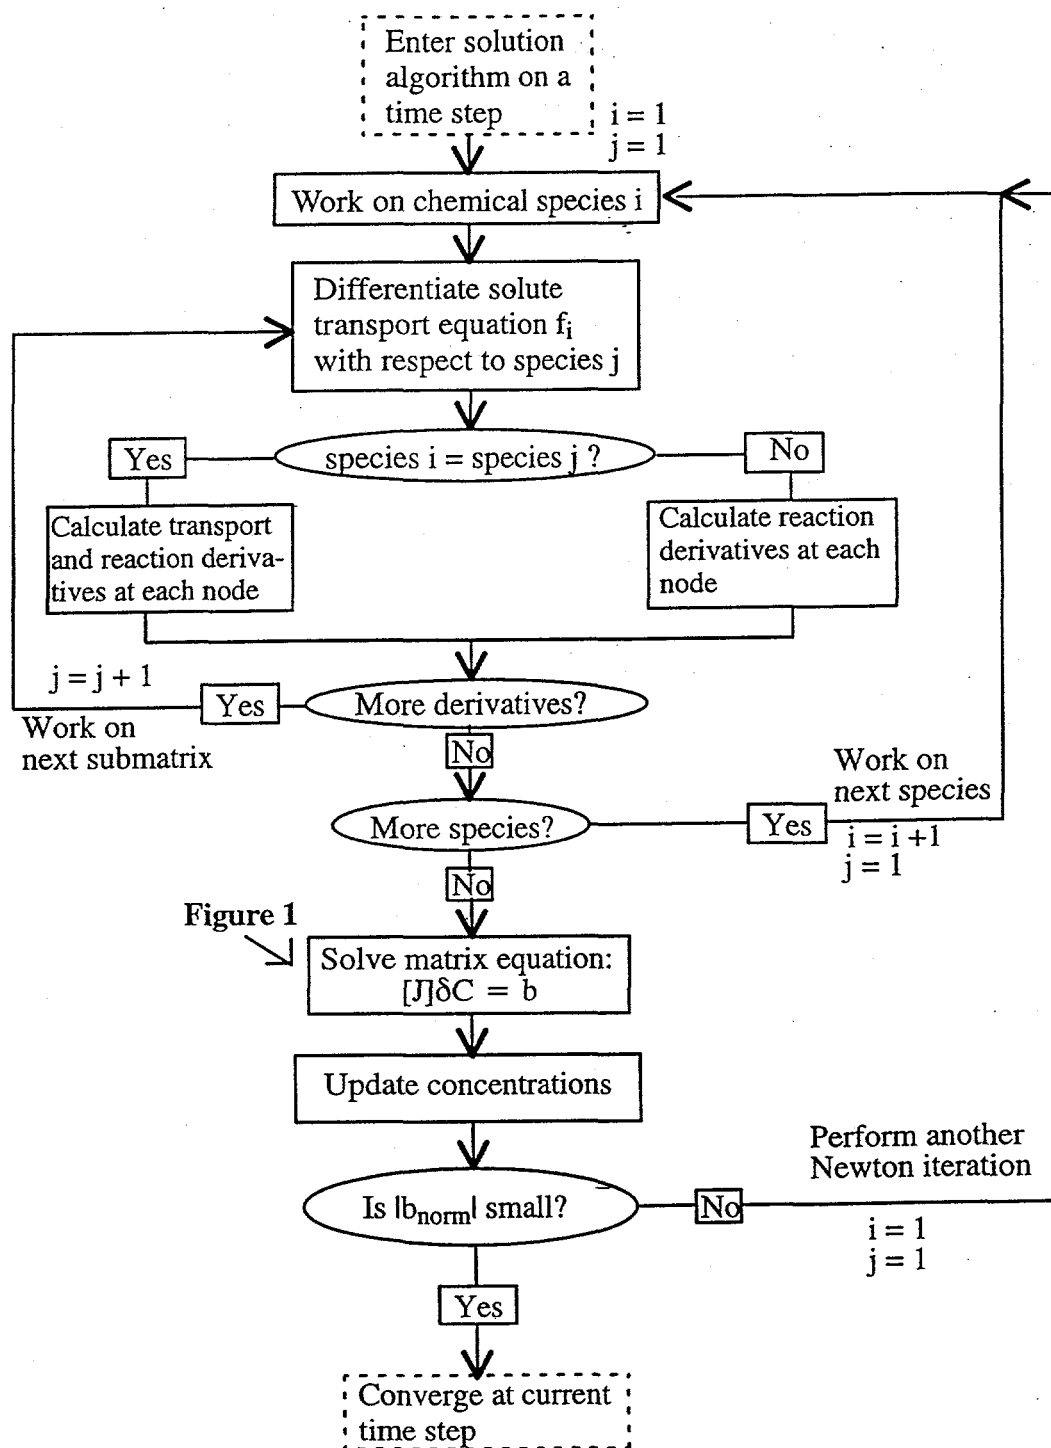 Enter solution
algorithm on a
time step
i = 1
j = 1
Work on chemical species i
Differentiate solute
transport equation fᵢ
with respect to species j
Yes
species i = species j ?
No
Calculate transport
and reaction deriva-
tives at each node
Calculate reaction
derivatives at each
node
j = j + 1
Yes
More derivatives?
Work on
next submatrix
No
Work on
next species
More species?
Yes
i = i +1
j = 1
No
Figure 1
Solve matrix equation:
[J]δC = b
Update concentrations
Perform another
Newton iteration
Is |bnorm| small?
No
i = 1
j = 1
Yes
Converge at current
time step